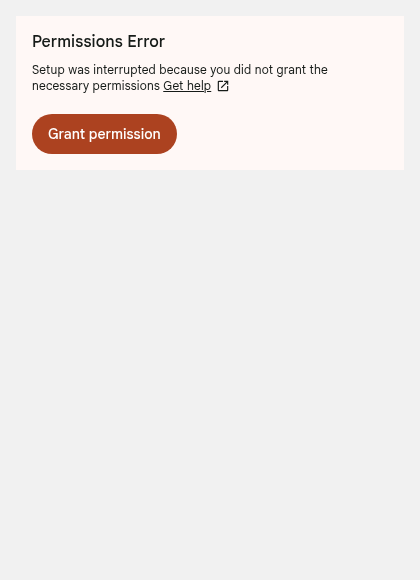 Permissions Error
Setup was interrupted because you did not grant the
necessary permissions Get help
Grant permission